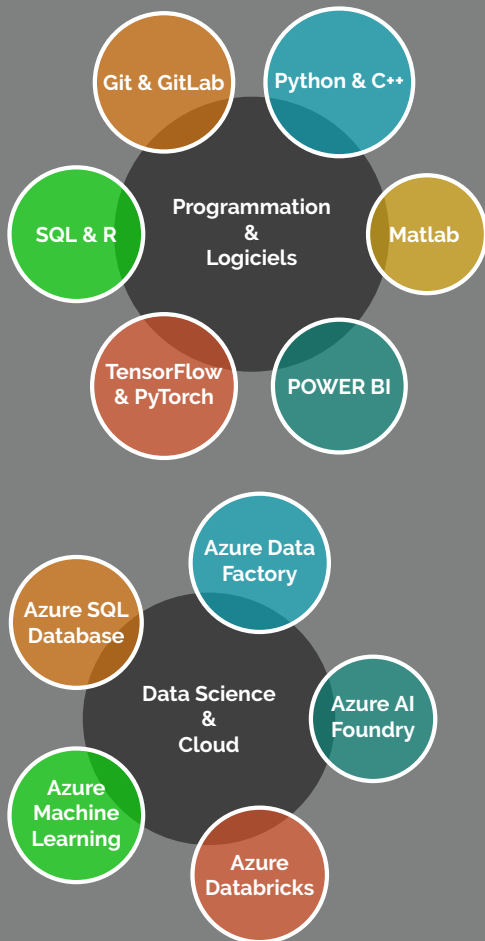 Git & GitLab
Python & C++
SQL & R
Programmation
&
Logiciels
Matlab
TensorFlow
& PyTorch
POWER BI
Azure Data
Factory
Azure SQL
Database
Data Science
&
Cloud
Azure AI
Foundry
Azure
Machine
Learning
Azure
Databricks